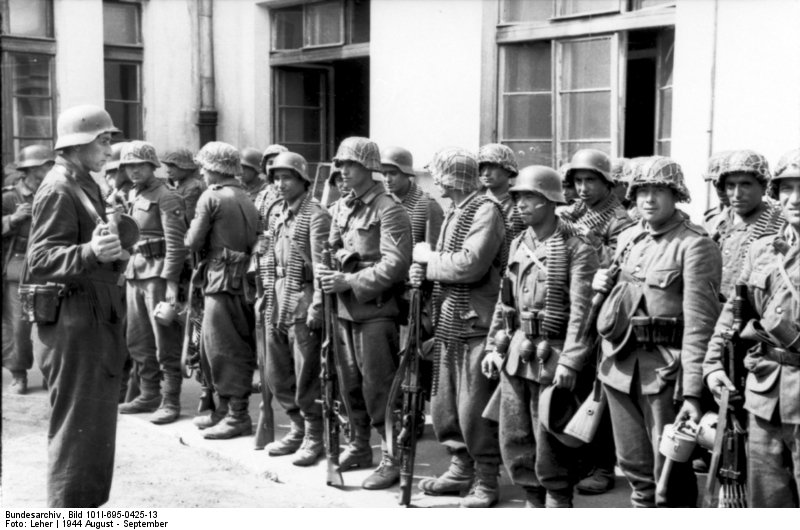 Bundesarchiv, Bild 101I-695-0425-13
Foto: Leher | 1944 August - September